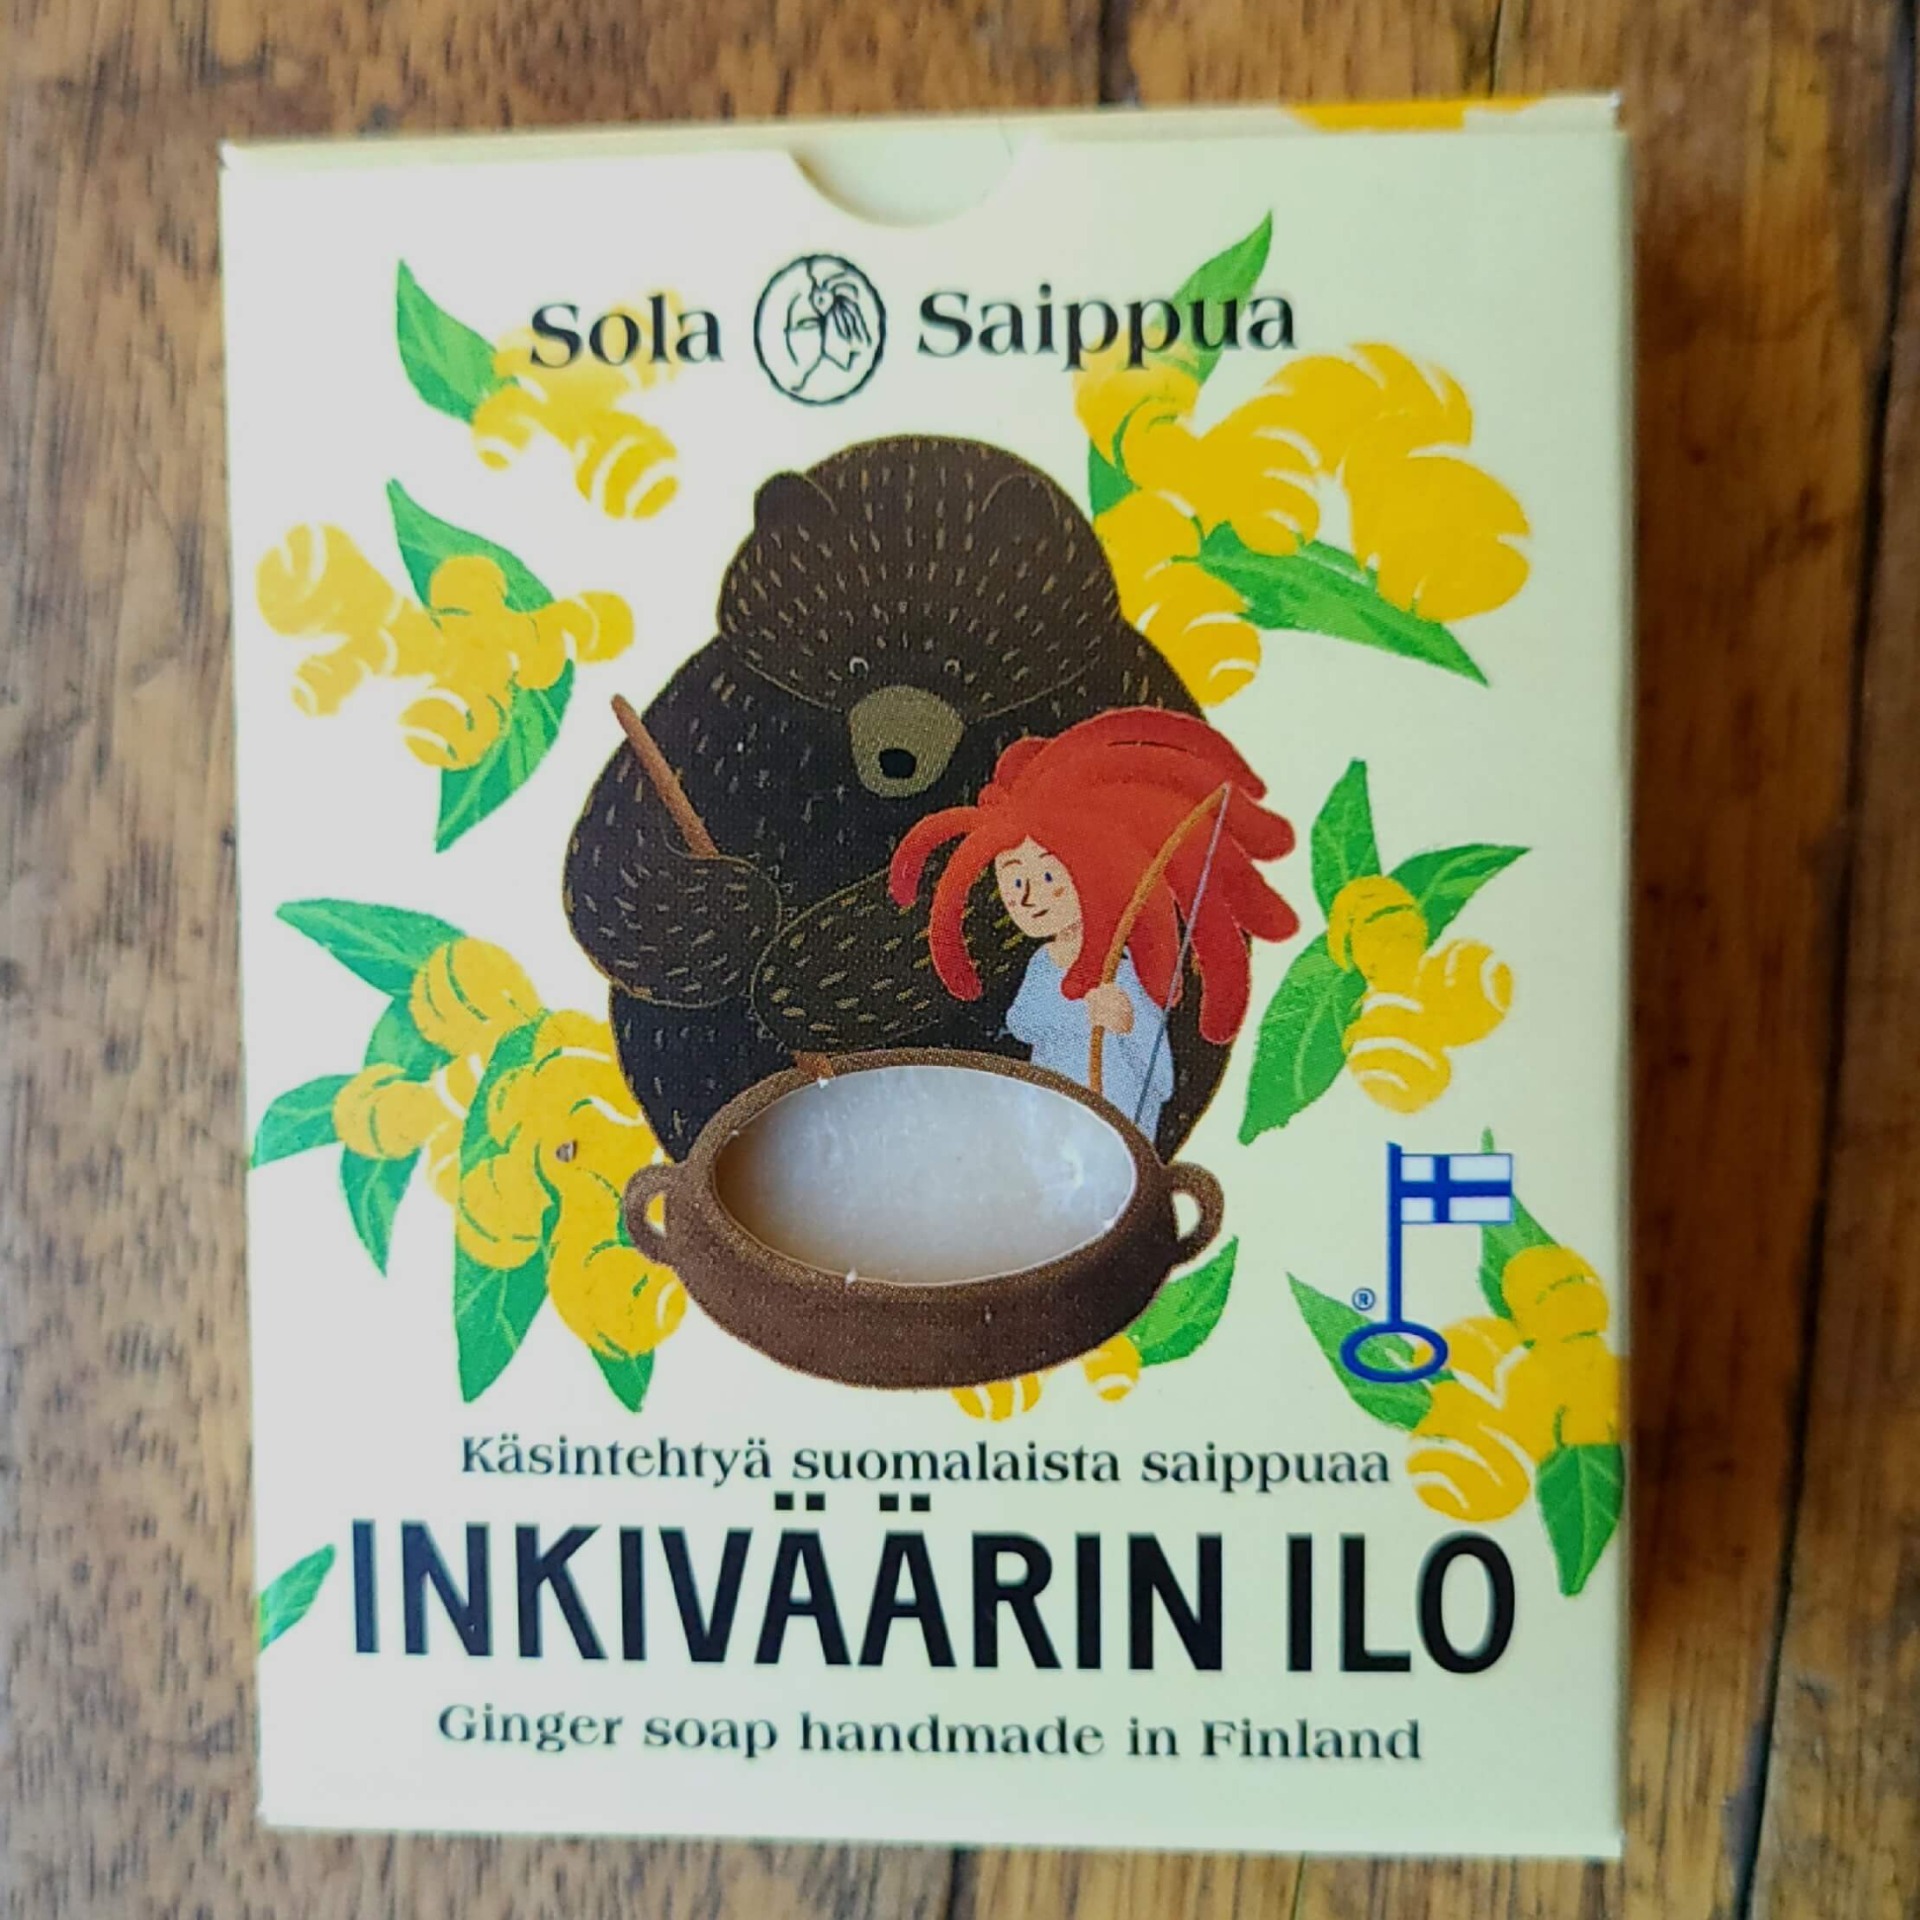 Sola Saippua
®
Käsintehtyä suomalaista saippuaa
INKIVÄÄRIN ILO
Ginger soap handmade in Finland